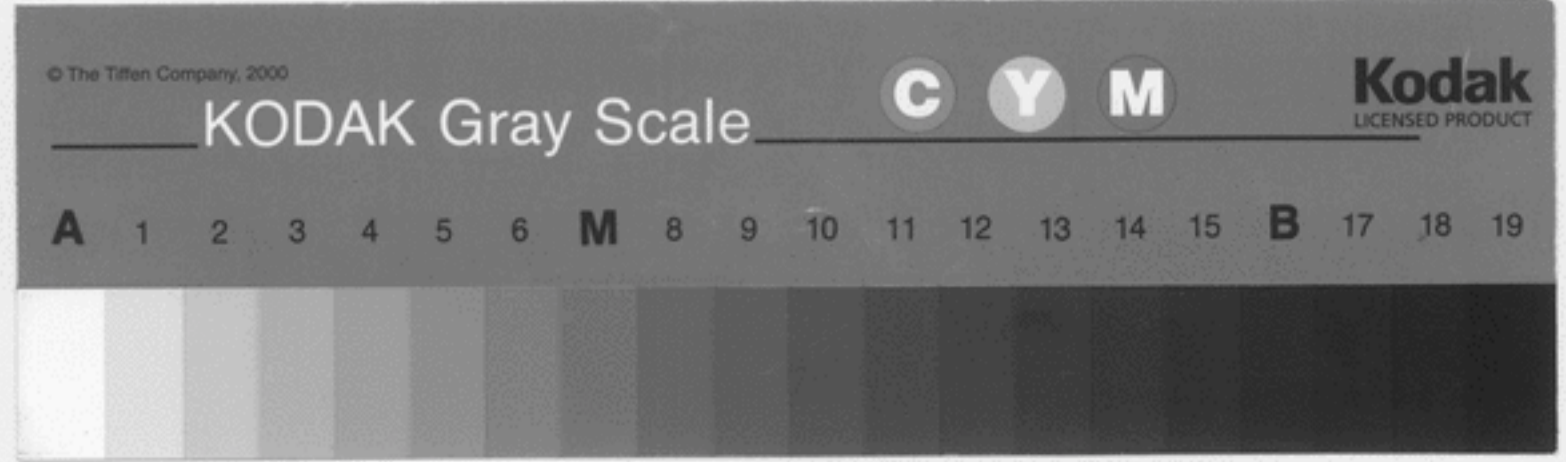 © The Tiffen Company, 2000
KODAK Gray Scale
C Y M
Kodak
LICENSED PRODUCT
A 1 2 3 4 5 6 M 8 9 10 11 12 13 14 15 B 17 18 19